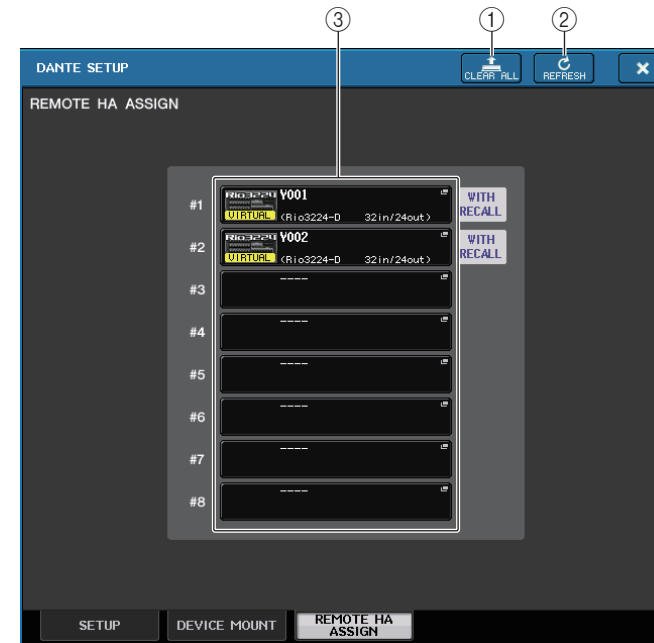 ③ ① ②
DANTE SETUP
CLEAR ALL
REFRESH
REMOTE HA ASSIGN
#1
Rio3224
VIRTUAL
Y001
(Rio3224-D 32in/24out)
WITH
RECALL
#2
Rio3224
VIRTUAL
Y002
(Rio3224-D 32in/24out)
WITH
RECALL
#3 ----
#4 ----
#5 ----
#6 ----
#7 ----
#8 ----
SETUP
DEVICE MOUNT
REMOTE HA
ASSIGN